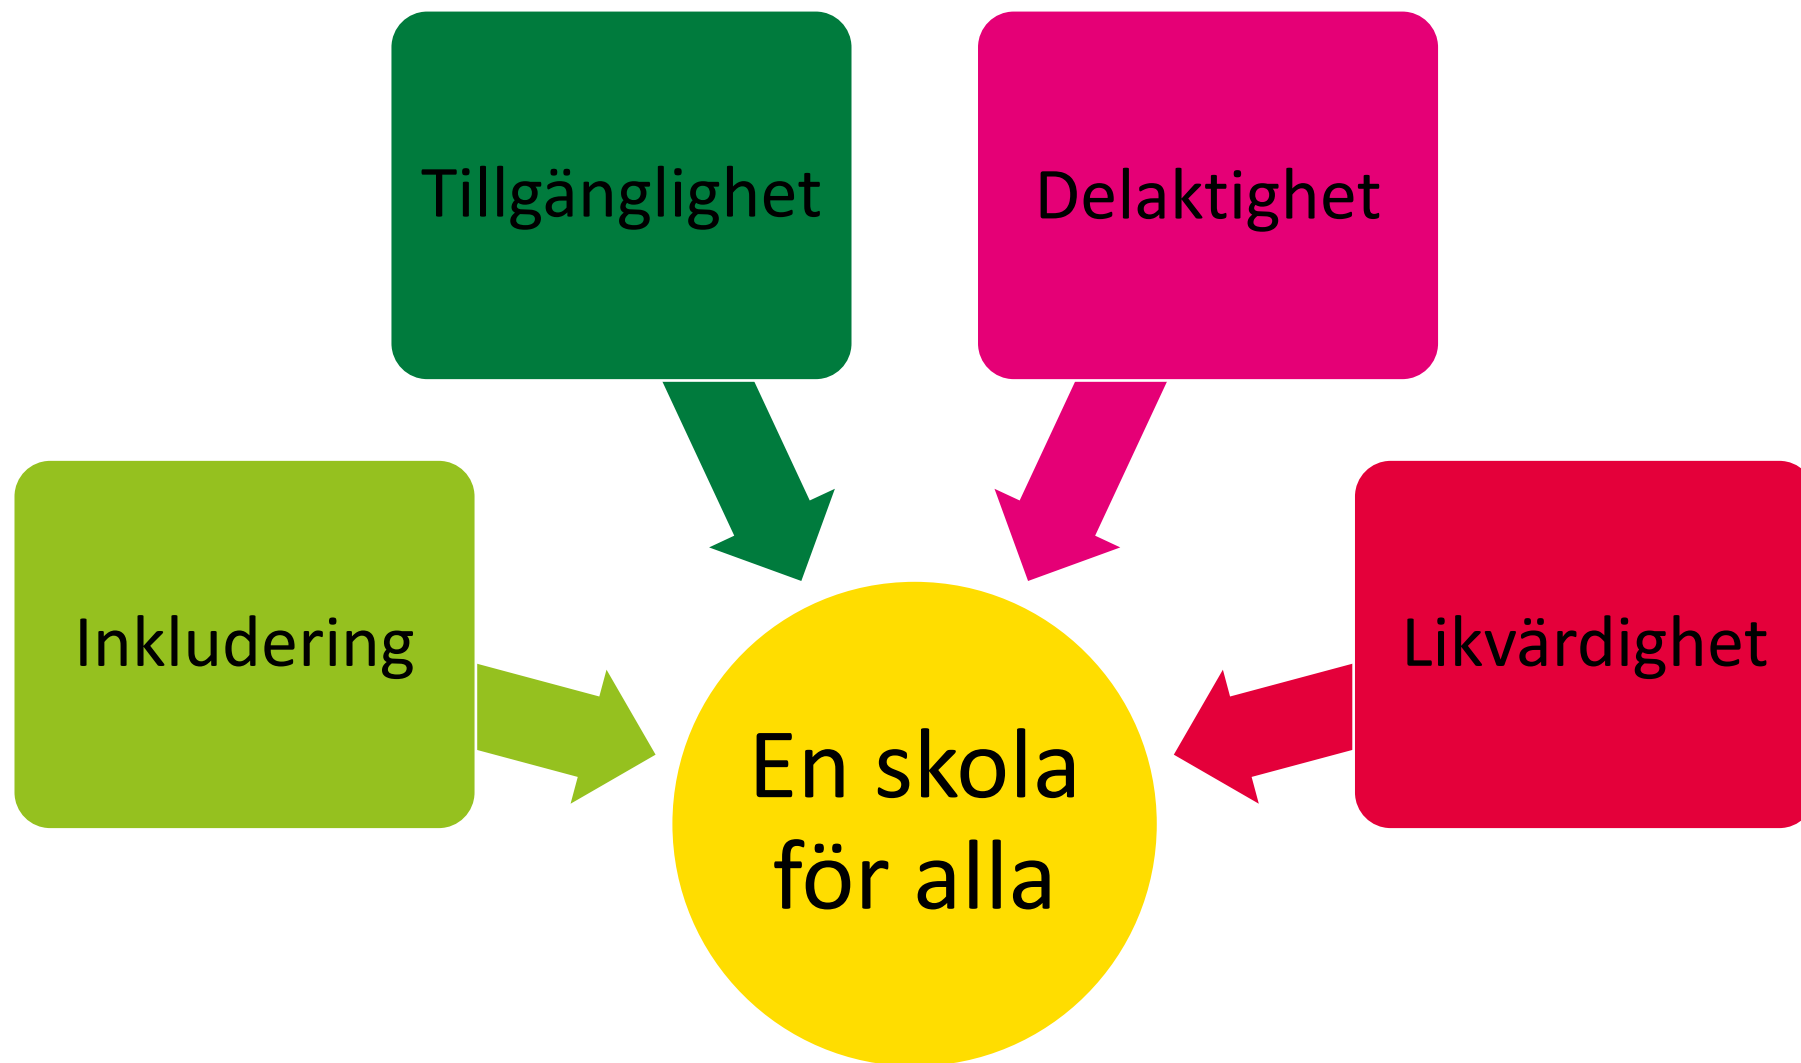 Tillgänglighet
Delaktighet
Inkludering
Likvärdighet
En skola
för alla